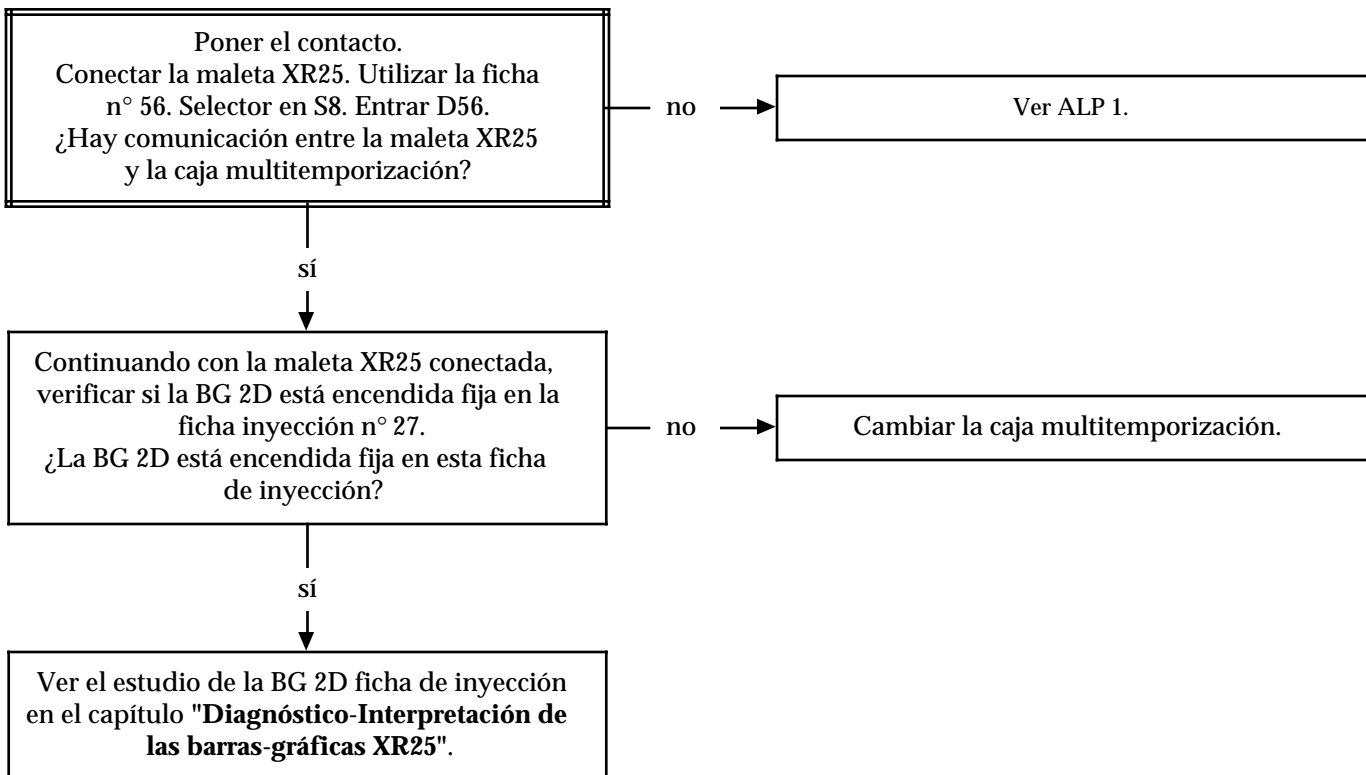 Poner el contacto.
Conectar la maleta XR25. Utilizar la ficha
n° 56. Selector en S8. Entrar D56.
¿Hay comunicación entre la maleta XR25
y la caja multitemporización?
no
Ver ALP 1.
sí
Continuando con la maleta XR25 conectada,
verificar si la BG 2D está encendida fija en la
ficha inyección n° 27.
¿La BG 2D está encendida fija en esta ficha
de inyección?
no
Cambiar la caja multitemporización.
sí
Ver el estudio de la BG 2D ficha de inyección
en el capítulo "Diagnóstico-Interpretación de
las barras-gráficas XR25".